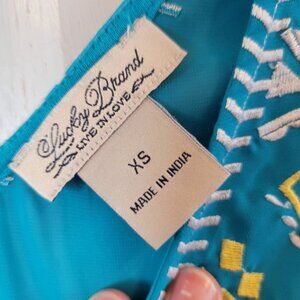 Lucky Brand
LIVE IN LOVE
XS
MADE IN INDIA